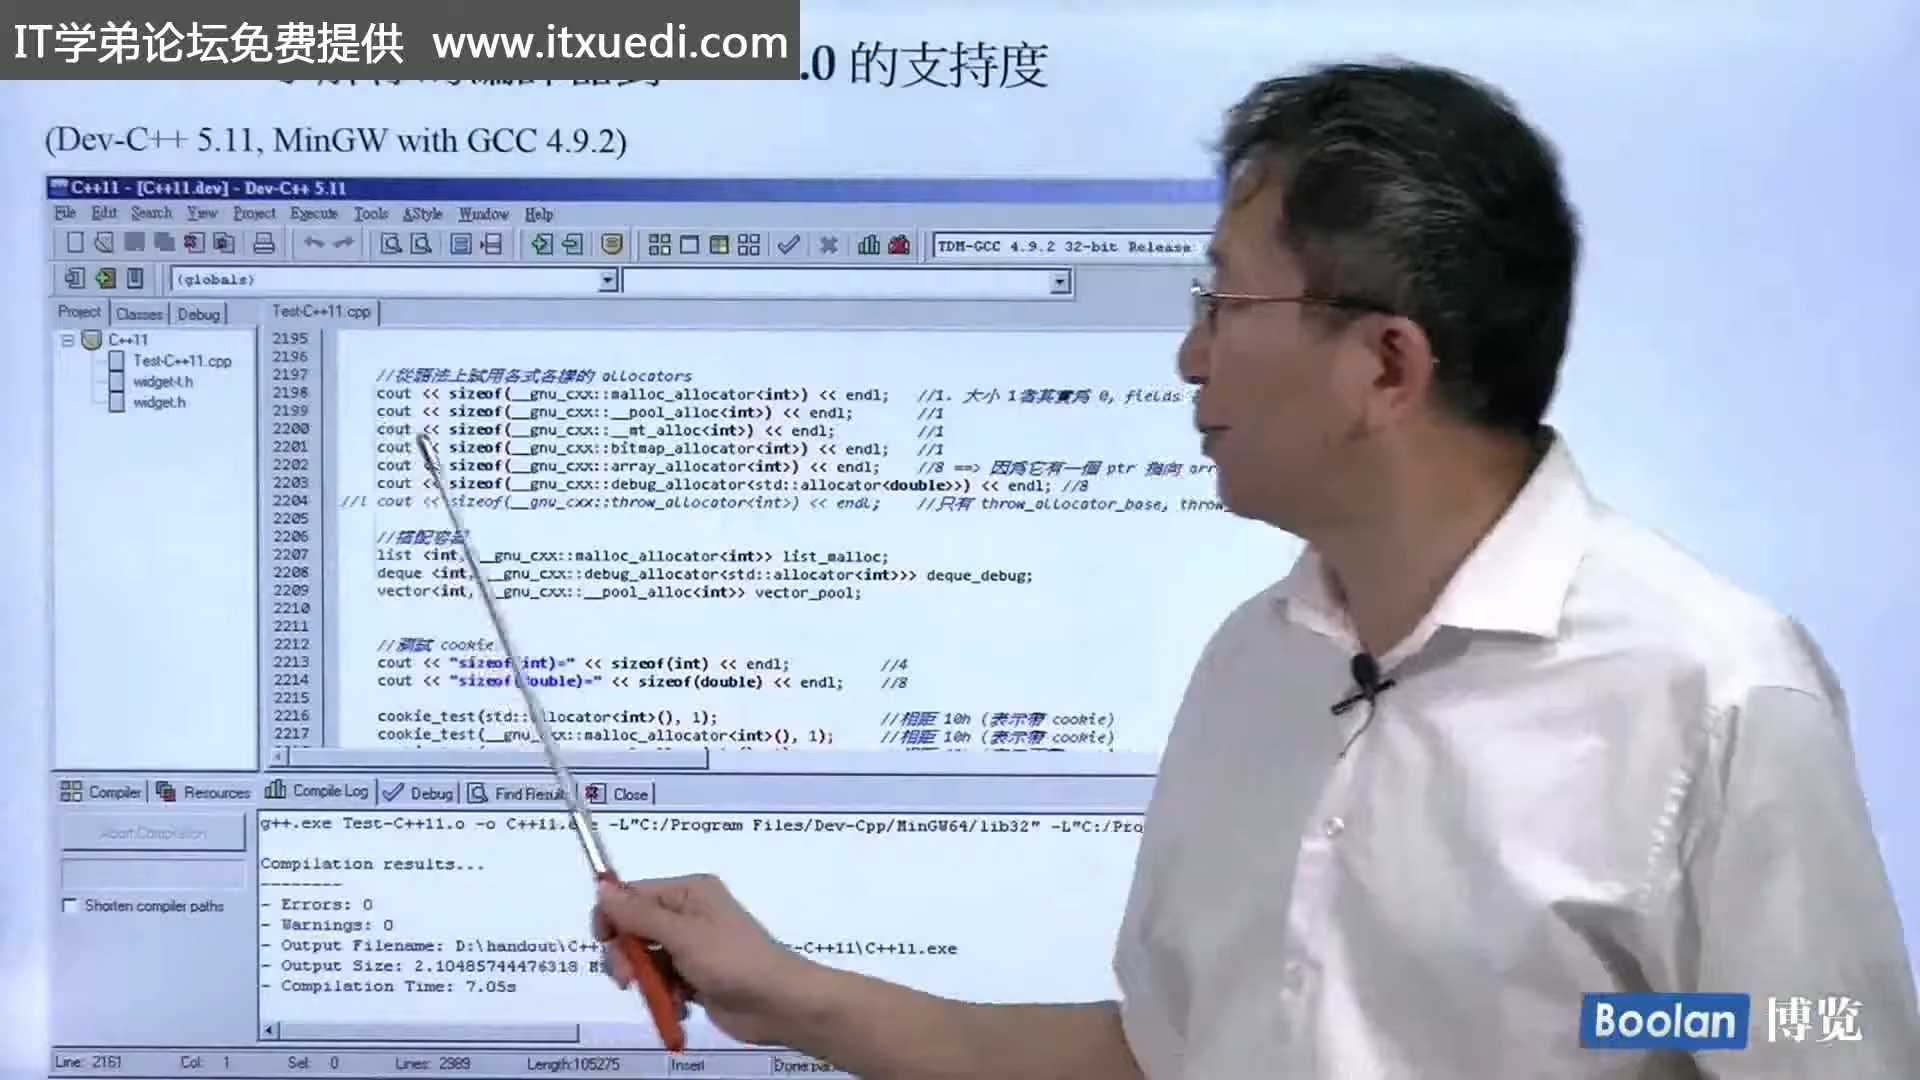 IT学弟论坛免费提供 www.itxuedi.com
.0 的支持度
(Dev-C++ 5.11, MinGW with GCC 4.9.2)
C++11 - [C++11.dev] - Dev-C++ 5.11
File Edit Search View Project Execute Tools AStyle Window Help
TDM-GCC 4.9.2 32-bit Release
(globals)
Project Classes Debug Test-C++11.cpp
C++11
Test-C++11.cpp
widget-t.h
widget.h
2195
2196
2197 //從語法上試用各式各樣的 allocators
2198 cout << sizeof(__gnu_cxx::malloc_allocator<int>) << endl; //1. 大小 1者其實為 0, fields
2199 cout << sizeof(__gnu_cxx::__pool_alloc<int>) << endl; //1
2200 cout << sizeof(__gnu_cxx::__mt_alloc<int>) << endl; //1
2201 cout << sizeof(__gnu_cxx::bitmap_allocator<int>) << endl; //1
2202 cout << sizeof(__gnu_cxx::array_allocator<int>) << endl; //8 ==> 因為它有一個 ptr 指向 arr
2203 cout << sizeof(__gnu_cxx::debug_allocator<std::allocator<double>>) << endl; //8
2204 //! cout << sizeof(__gnu_cxx::throw_allocator<int>) << endl; //只有 throw_allocator_base, throw_
2205
2206 //搭配容器
2207 list <int, __gnu_cxx::malloc_allocator<int>> list_malloc;
2208 deque <int, __gnu_cxx::debug_allocator<std::allocator<int>>> deque_debug;
2209 vector<int, __gnu_cxx::__pool_alloc<int>> vector_pool;
2210
2211
2212 //測試 cookie
2213 cout << "sizeof(int)=" << sizeof(int) << endl; //4
2214 cout << "sizeof(double)=" << sizeof(double) << endl; //8
2215
2216 cookie_test(std::allocator<int>(), 1); //相距 10h (表示帶 cookie)
2217 cookie_test(__gnu_cxx::malloc_allocator<int>(), 1); //相距 10h (表示帶 cookie)
Compiler Resources Compile Log Debug Find Results Close
Abort Compilation
Shorten compiler paths
g++.exe Test-C++11.o -o C++11.exe -L"C:/Program Files/Dev-Cpp/MinGW64/lib32" -L"C:/Pro
Compilation results...
--------
- Errors: 0
- Warnings: 0
- Output Filename: D:\handout\C++ -C++11\C++11.exe
- Output Size: 2.10485744476318
- Compilation Time: 7.05s
Line: 2161 Col: 1 Sel: 0 Lines: 2989 Length:105275 Insert
Boolan 博览